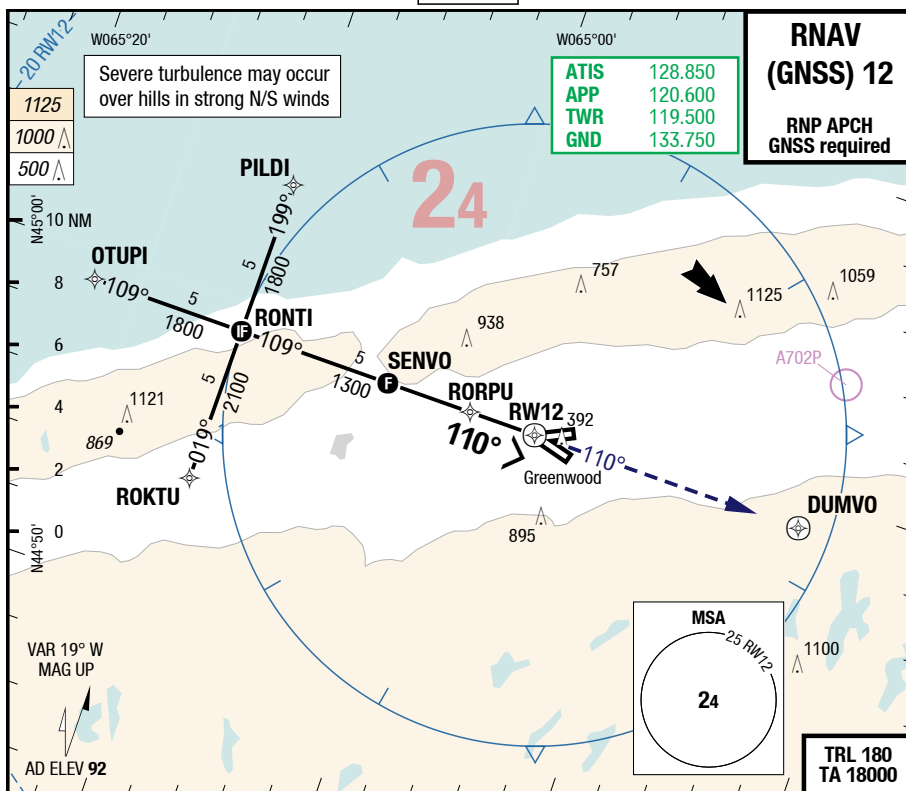 20 RW12
W065°20'
W065°00'
RNAV
(GNSS) 12
RNP APCH
GNSS required
Severe turbulence may occur
over hills in strong N/S winds
ATIS 128.850
APP 120.600
TWR 119.500
GND 133.750
1125
1000
500
24
PILDI
199°
5
1800
N45°00'
10 NM
OTUPI
109°
5
1800
8
757
1059
1125
RONTI
IF
109°
5
1300
938
6
SENVO
F
A702P
5
2100
RORPU
1121
4
869
RW12
392
110°
019°
110°
Greenwood
2
ROKTU
DUMVO
895
0
N44°50'
MSA
25 RW12
24
1100
VAR 19° W
MAG UP
AD ELEV 92
TRL 180
TA 18000